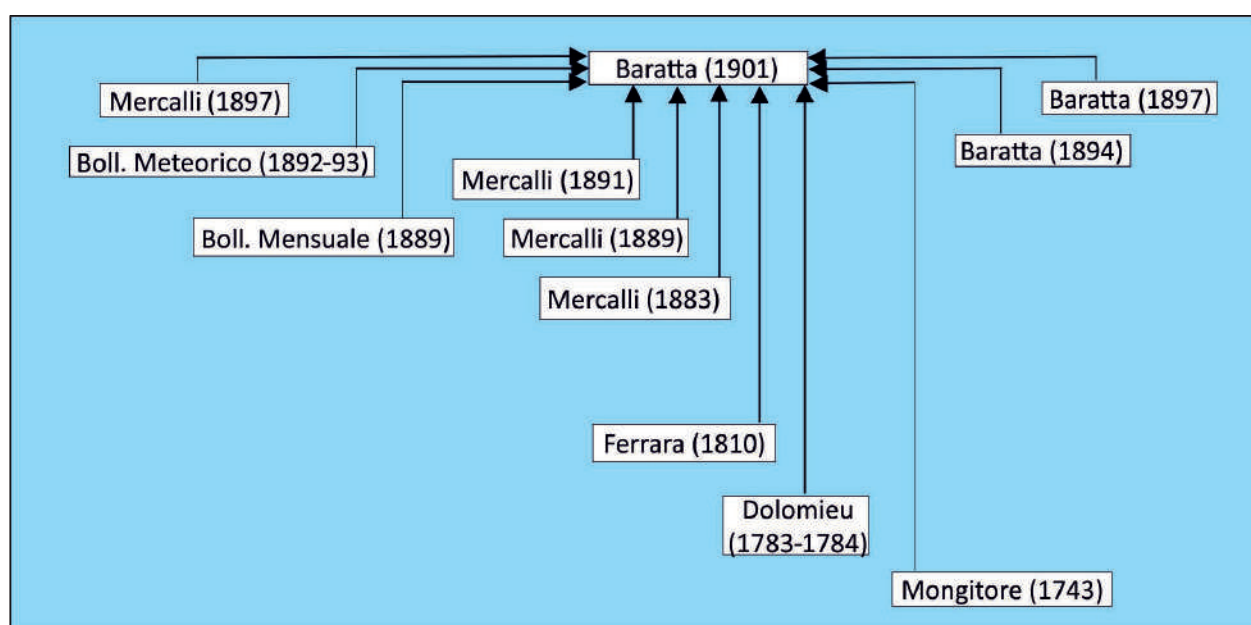 Baratta (1901)
Mercalli (1897)
Baratta (1897)
Boll. Meteorico (1892-93)
Baratta (1894)
Mercalli (1891)
Boll. Mensuale (1889)
Mercalli (1889)
Mercalli (1883)
Ferrara (1810)
Dolomieu
(1783-1784)
Mongitore (1743)